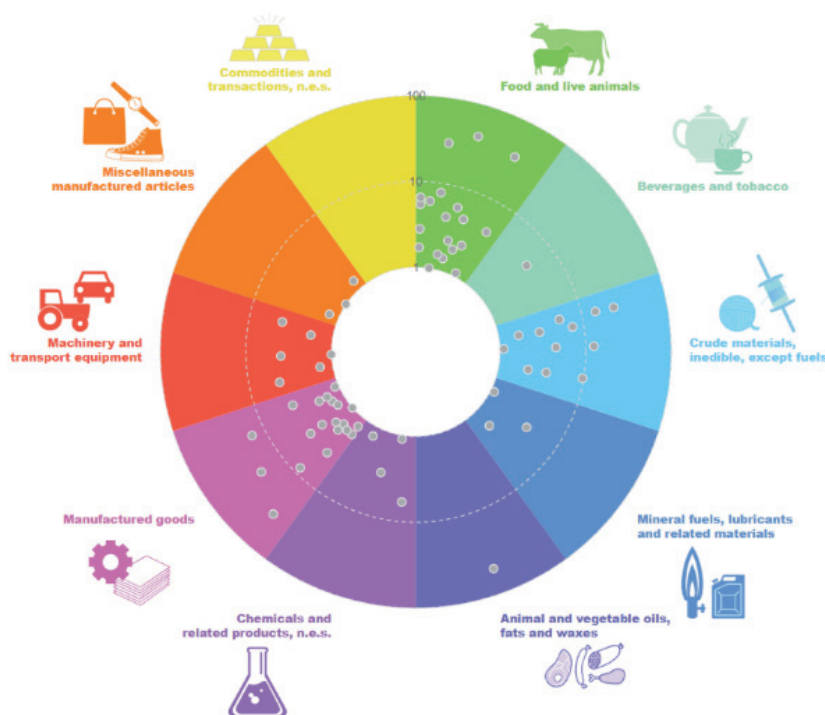 Commodities and
transactions, n.e.s.
Food and live animals
100
Miscellaneous
manufactured articles
10
Beverages and tobacco
1
Machinery and
transport equipment
Crude materials,
inedible, except fuels
Manufactured goods
Mineral fuels, lubricants
and related materials
Chemicals and
related products, n.e.s.
Animal and vegetable oils,
fats and waxes